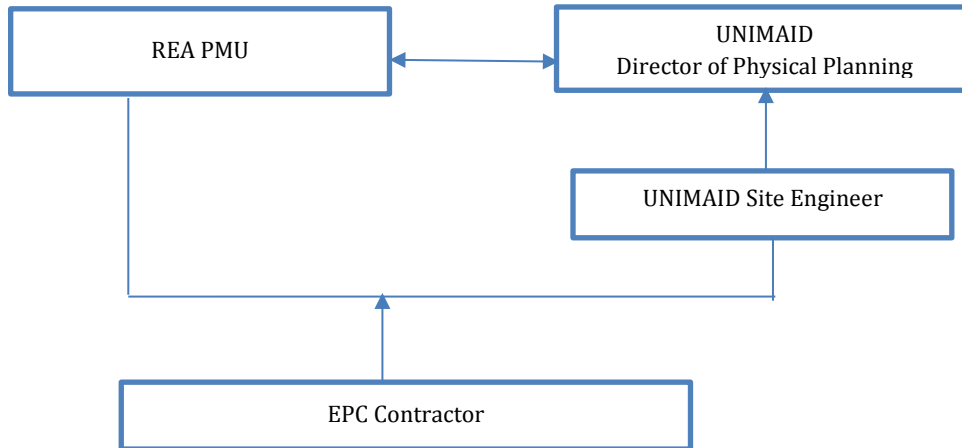 REA PMU
UNIMAID
Director of Physical Planning
UNIMAID Site Engineer
EPC Contractor